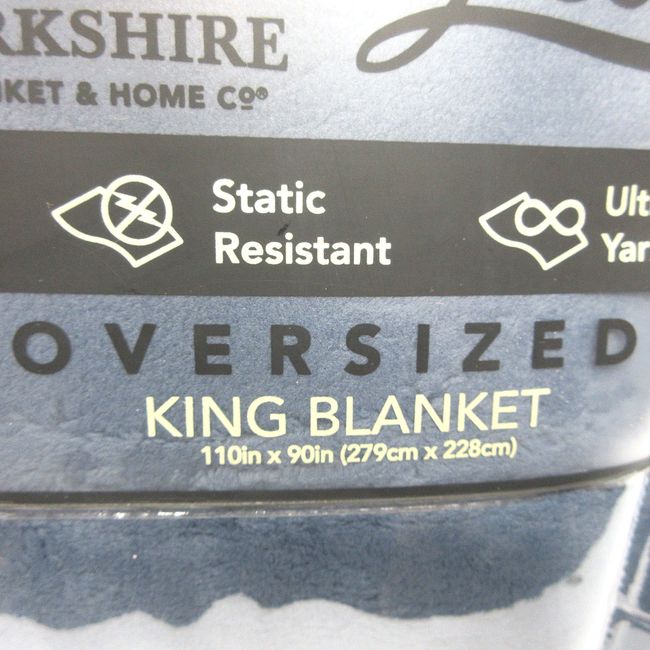 RKSHIRE
KET & HOME Cº®
Static
Resistant
Ult
Yar
OVERSIZED
KING BLANKET
110in x 90in (279cm x 228cm)